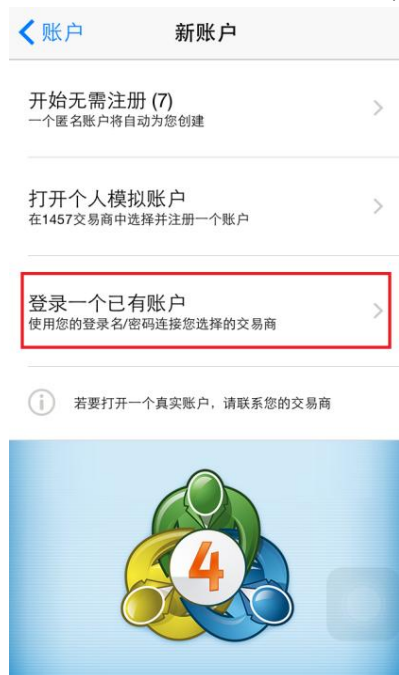 账户
新账户
开始无需注册 (7)
一个匿名账户将自动为您创建
打开个人模拟账户
在1457交易商中选择并注册一个账户
登录一个已有账户
使用您的登录名/密码连接您选择的交易商
若要打开一个真实账户，请联系您的交易商
4